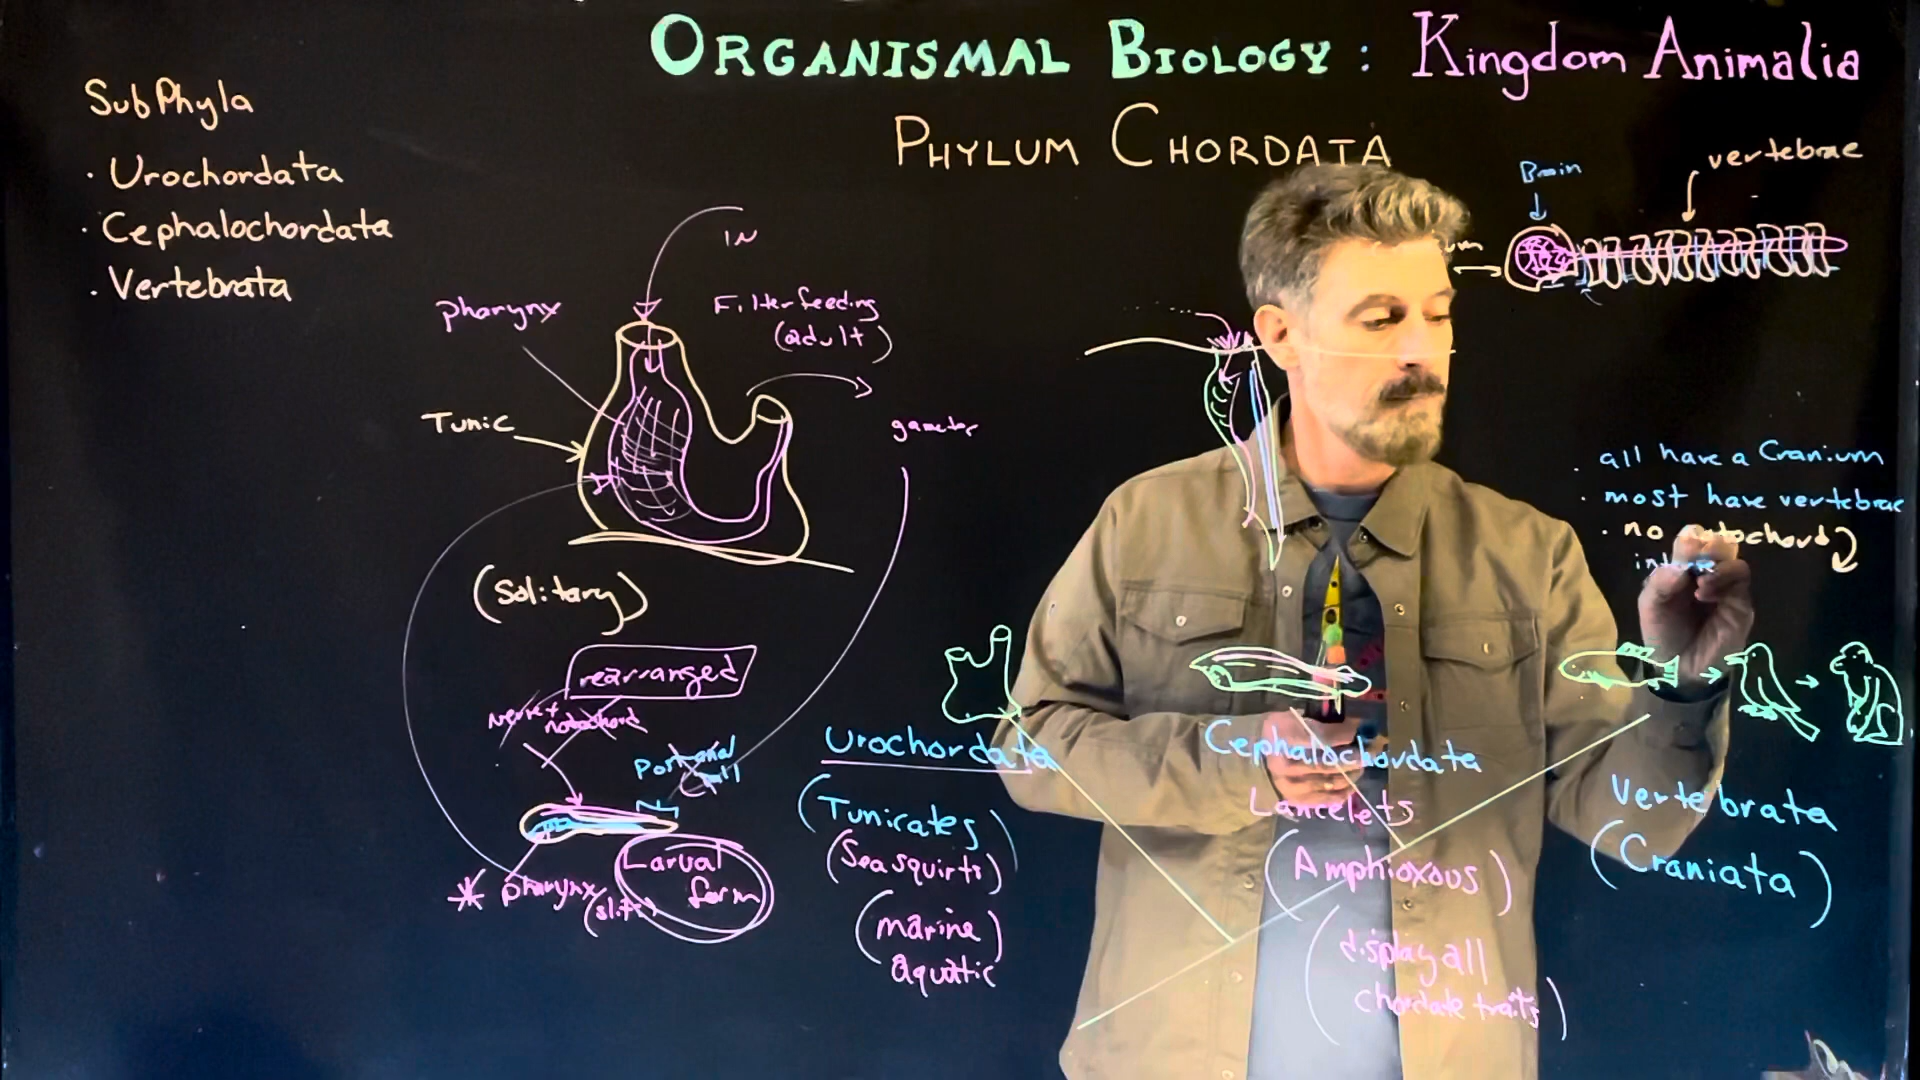 ORGANISMAL BIOLOGY : Kingdom Animalia
PHYLUM CHORDATA
SubPhyla
· Urochordata
· Cephalochordata
· Vertebrata
IN
pharynx
Filter feeding
(adult)
Tunic
gametes
(Solitary)
rearranged
nerve +
notochord
Post-anal
tail
Larval
form
* pharynx
(slits)
Urochordata
(Tunicates)
(Sea squirts)
(marine
aquatic)
Cephalochordata
Lancelets
(Amphioxous)
(display all
chordate traits)
Brain
vertebrae
um
· all have a Cranium
· most have vertebrae
· no notochord
Vertebrata
(Craniata)